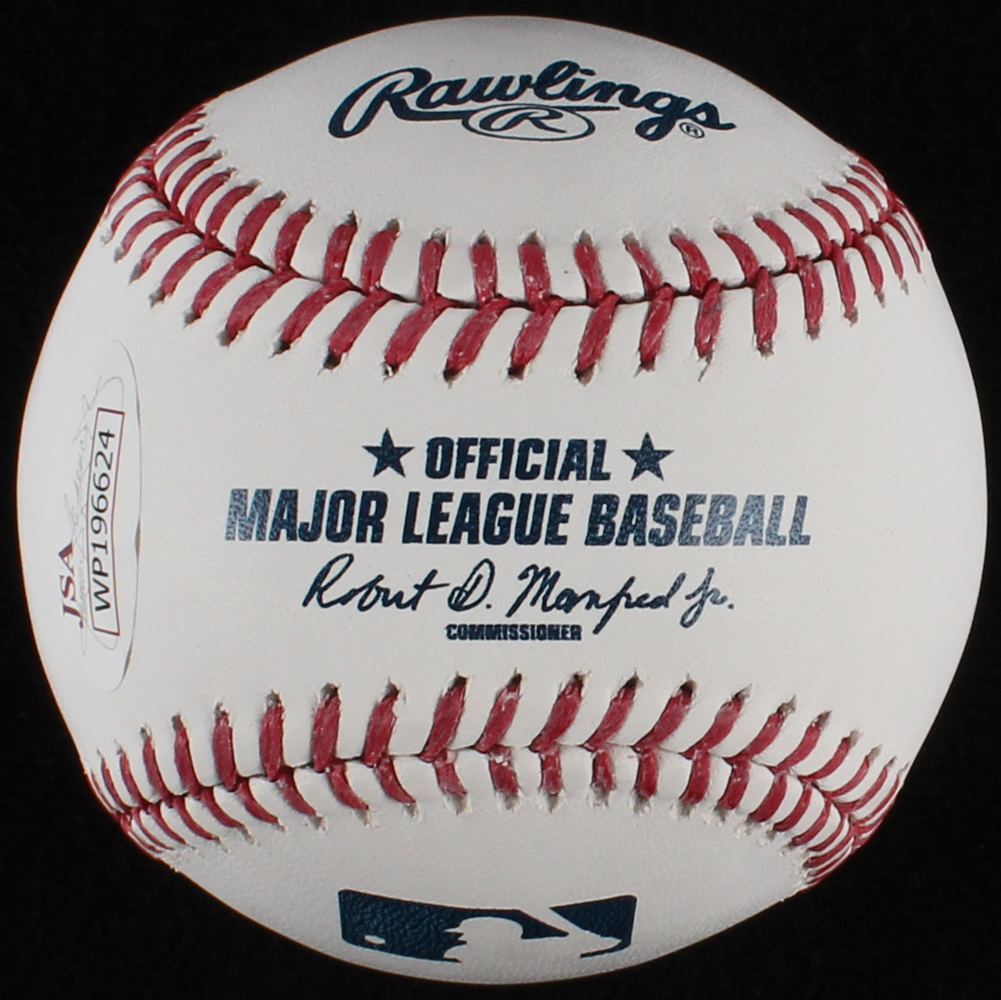 Rawlings®
R
★ OFFICIAL ★
MAJOR LEAGUE BASEBALL
Robert D. Manfred Jr.
COMMISSIONER
JSA
WP196624